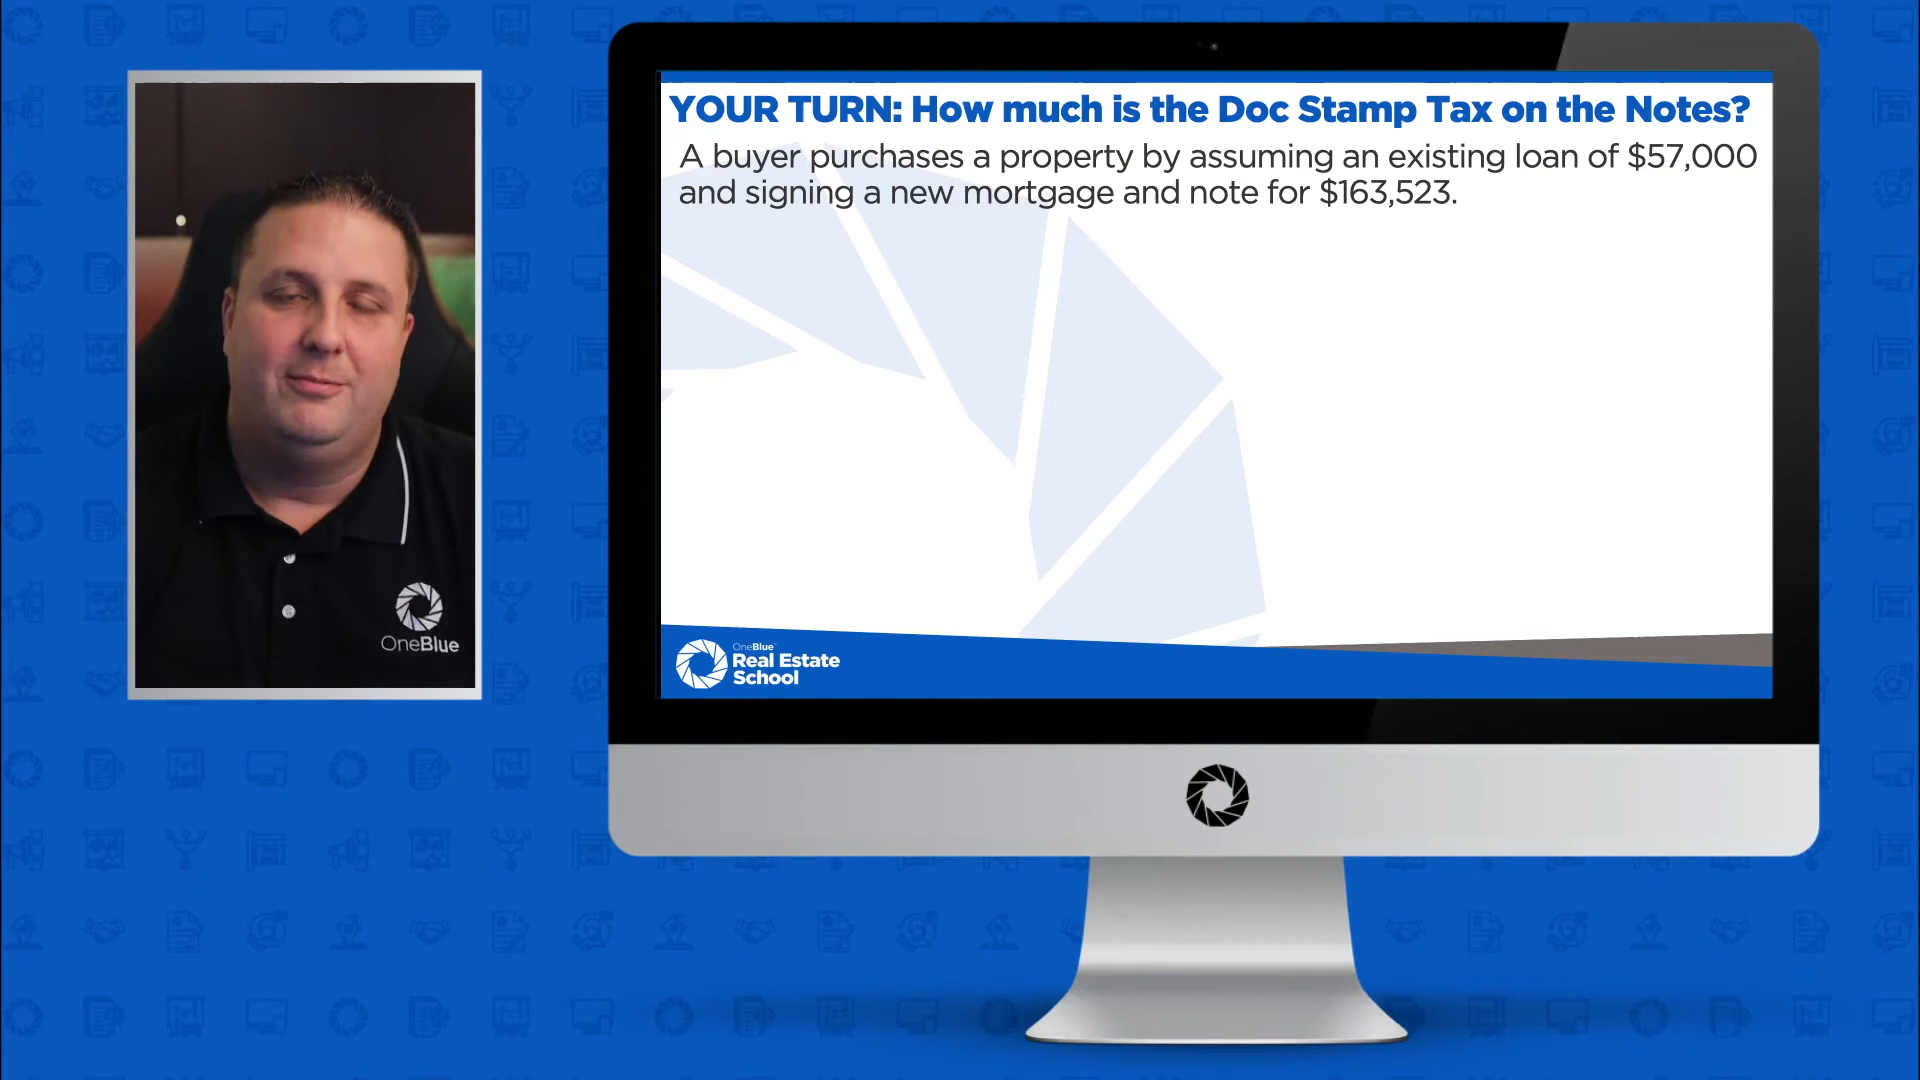 YOUR TURN: How much is the Doc Stamp Tax on the Notes?
A buyer purchases a property by assuming an existing loan of $57,000
and signing a new mortgage and note for $163,523.
OneBlue
OneBlue™
Real Estate
School